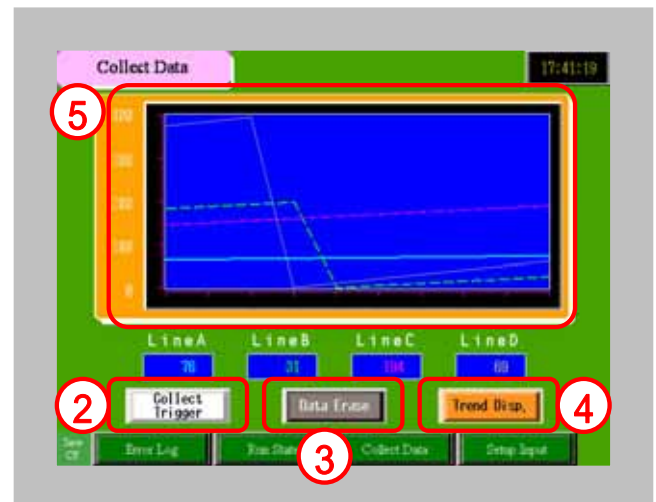 Collect Data
17:41:19
5
LineA LineB LineC LineD
76 31 194 69
Collect
Trigger
Data Erase
Trend Disp.
2
3
4
Error Log
Collect Data
Setup Input